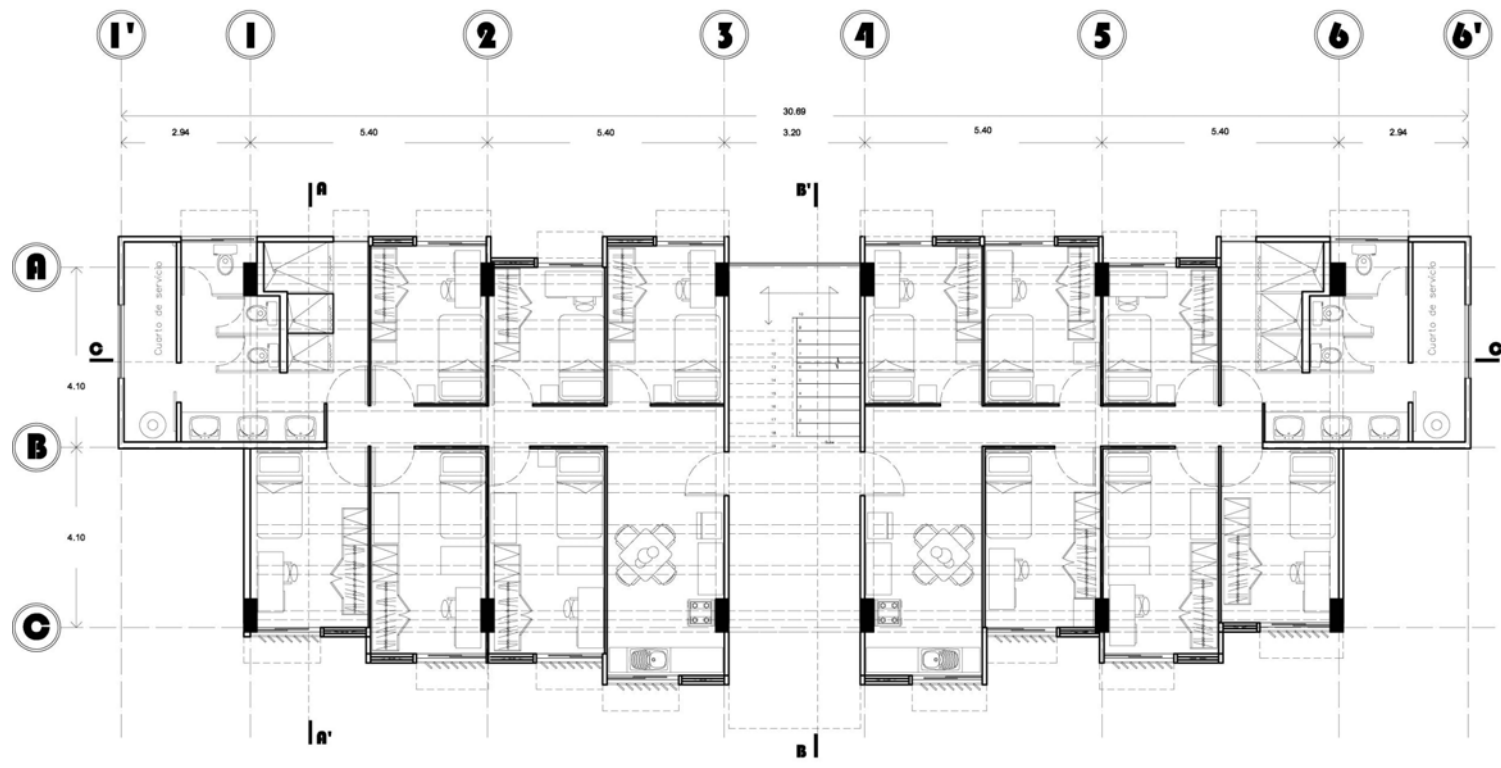 1' 1 2 3 4 5 6 6'
30.69
2.94 5.40 5.40 3.20 5.40 5.40 2.94
A B'
A
Cuarto de servicio
Cuarto de servicio
C C
4.10
B
4.10
C
A' B